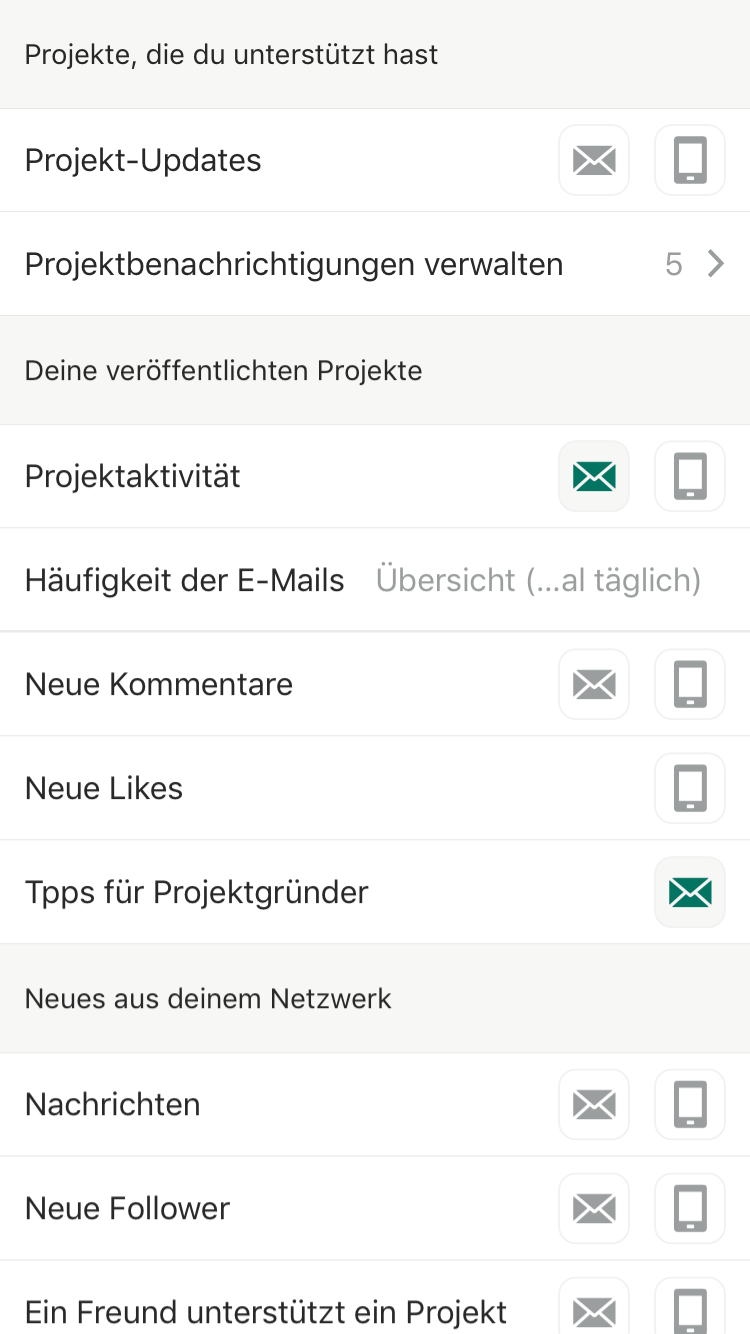 Projekte, die du unterstützt hast
Projekt-Updates
Projektbenachrichtigungen verwalten 5
Deine veröffentlichten Projekte
Projektaktivität
Häufigkeit der E-Mails Übersicht (...al täglich)
Neue Kommentare
Neue Likes
Tpps für Projektgründer
Neues aus deinem Netzwerk
Nachrichten
Neue Follower
Ein Freund unterstützt ein Projekt